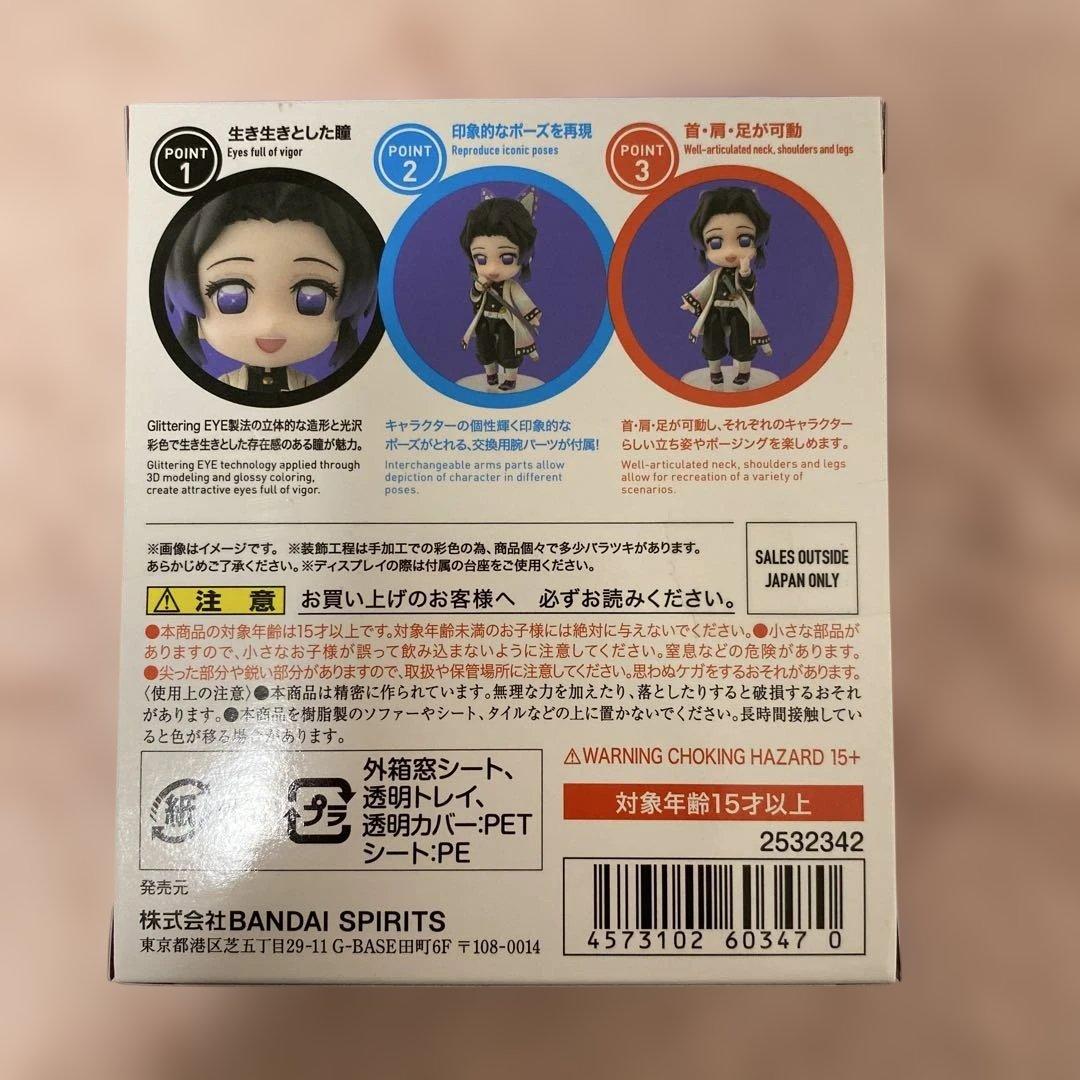 POINT
1
生き生きとした瞳
Eyes full of vigor
POINT
2
印象的なポーズを再現
Reproduce iconic poses
POINT
3
首・肩・足が可動
Well-articulated neck, shoulders and legs
Glittering EYE製法の立体的な造形と光沢
彩色で生き生きとした存在感のある瞳が魅力。
Glittering EYE technology applied through
3D modeling and glossy coloring,
create attractive eyes full of vigor.
キャラクターの個性輝く印象的な
ポーズがとれる、交換用腕パーツが付属!
Interchangeable arms parts allow
depiction of character in different
poses.
首・肩・足が可動し、それぞれのキャラクター
らしい立ち姿やポージングを楽しめます。
Well-articulated neck, shoulders and legs
allow for recreation of a variety of
scenarios.
※画像はイメージです。 ※装飾工程は手加工での彩色の為、商品個々で多少バラツキがあります。
あらかじめご了承ください。※ディスプレイの際は付属の台座をご使用ください。
SALES OUTSIDE
JAPAN ONLY
注 意 お買い上げのお客様へ 必ずお読みください。
●本商品の対象年齢は15才以上です。対象年齢未満のお子様には絶対に与えないでください。●小さな部品が
ありますので、小さなお子様が誤って飲み込まないように注意してください。窒息などの危険があります。
●尖った部分や鋭い部分がありますので、取扱や保管場所に注意してください。思わぬケガをするおそれがあります。
〈使用上の注意〉●本商品は精密に作られています。無理な力を加えたり、落としたりすると破損するおそれ
があります。●本商品を樹脂製のソファーやシート、タイルなどの上に置かないでください。長時間接触してい
ると色が移る場合があります。
紙
プラ
外箱窓シート、
透明トレイ、
透明カバー:PET
シート:PE
⚠WARNING CHOKING HAZARD 15+
対象年齢15才以上
2532342
発売元
株式会社BANDAI SPIRITS
東京都港区芝五丁目29-11 G-BASE田町6F 〒108-0014
4573102 60347 0